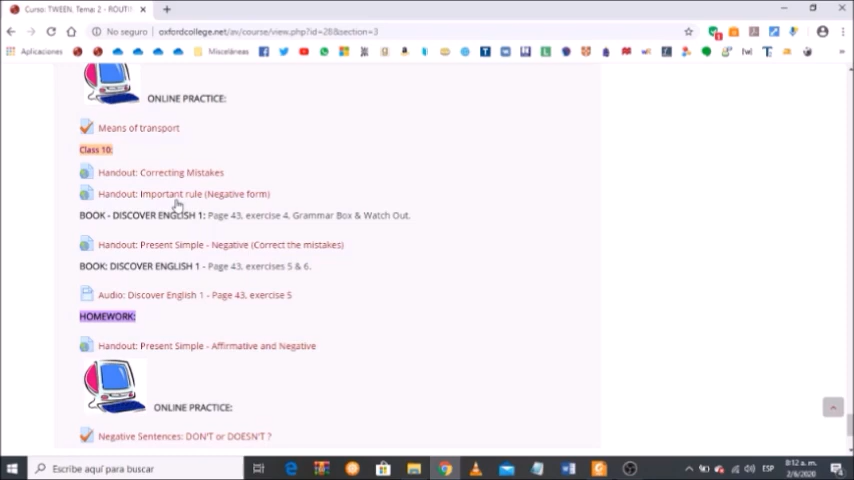 Curso: TWEEN, Tema: 2 - ROUTI
No seguro
oxfordcollege.net/av/course/view.php?id=28&section=3
Aplicaciones
Misceláneas
ONLINE PRACTICE:
Means of transport
Class 10:
Handout: Correcting Mistakes
Handout: Important rule (Negative form)
BOOK - DISCOVER ENGLISH 1: Page 43, exercise 4, Grammar Box & Watch Out.
Handout: Present Simple - Negative (Correct the mistakes)
BOOK: DISCOVER ENGLISH 1 - Page 43, exercises 5 & 6.
Audio: Discover English 1 - Page 43, exercise 5
HOMEWORK:
Handout: Present Simple - Affirmative and Negative
ONLINE PRACTICE:
Negative Sentences: DON'T or DOESN'T ?
Escribe aquí para buscar
ESP
8:12 a. m.
2/6/2020